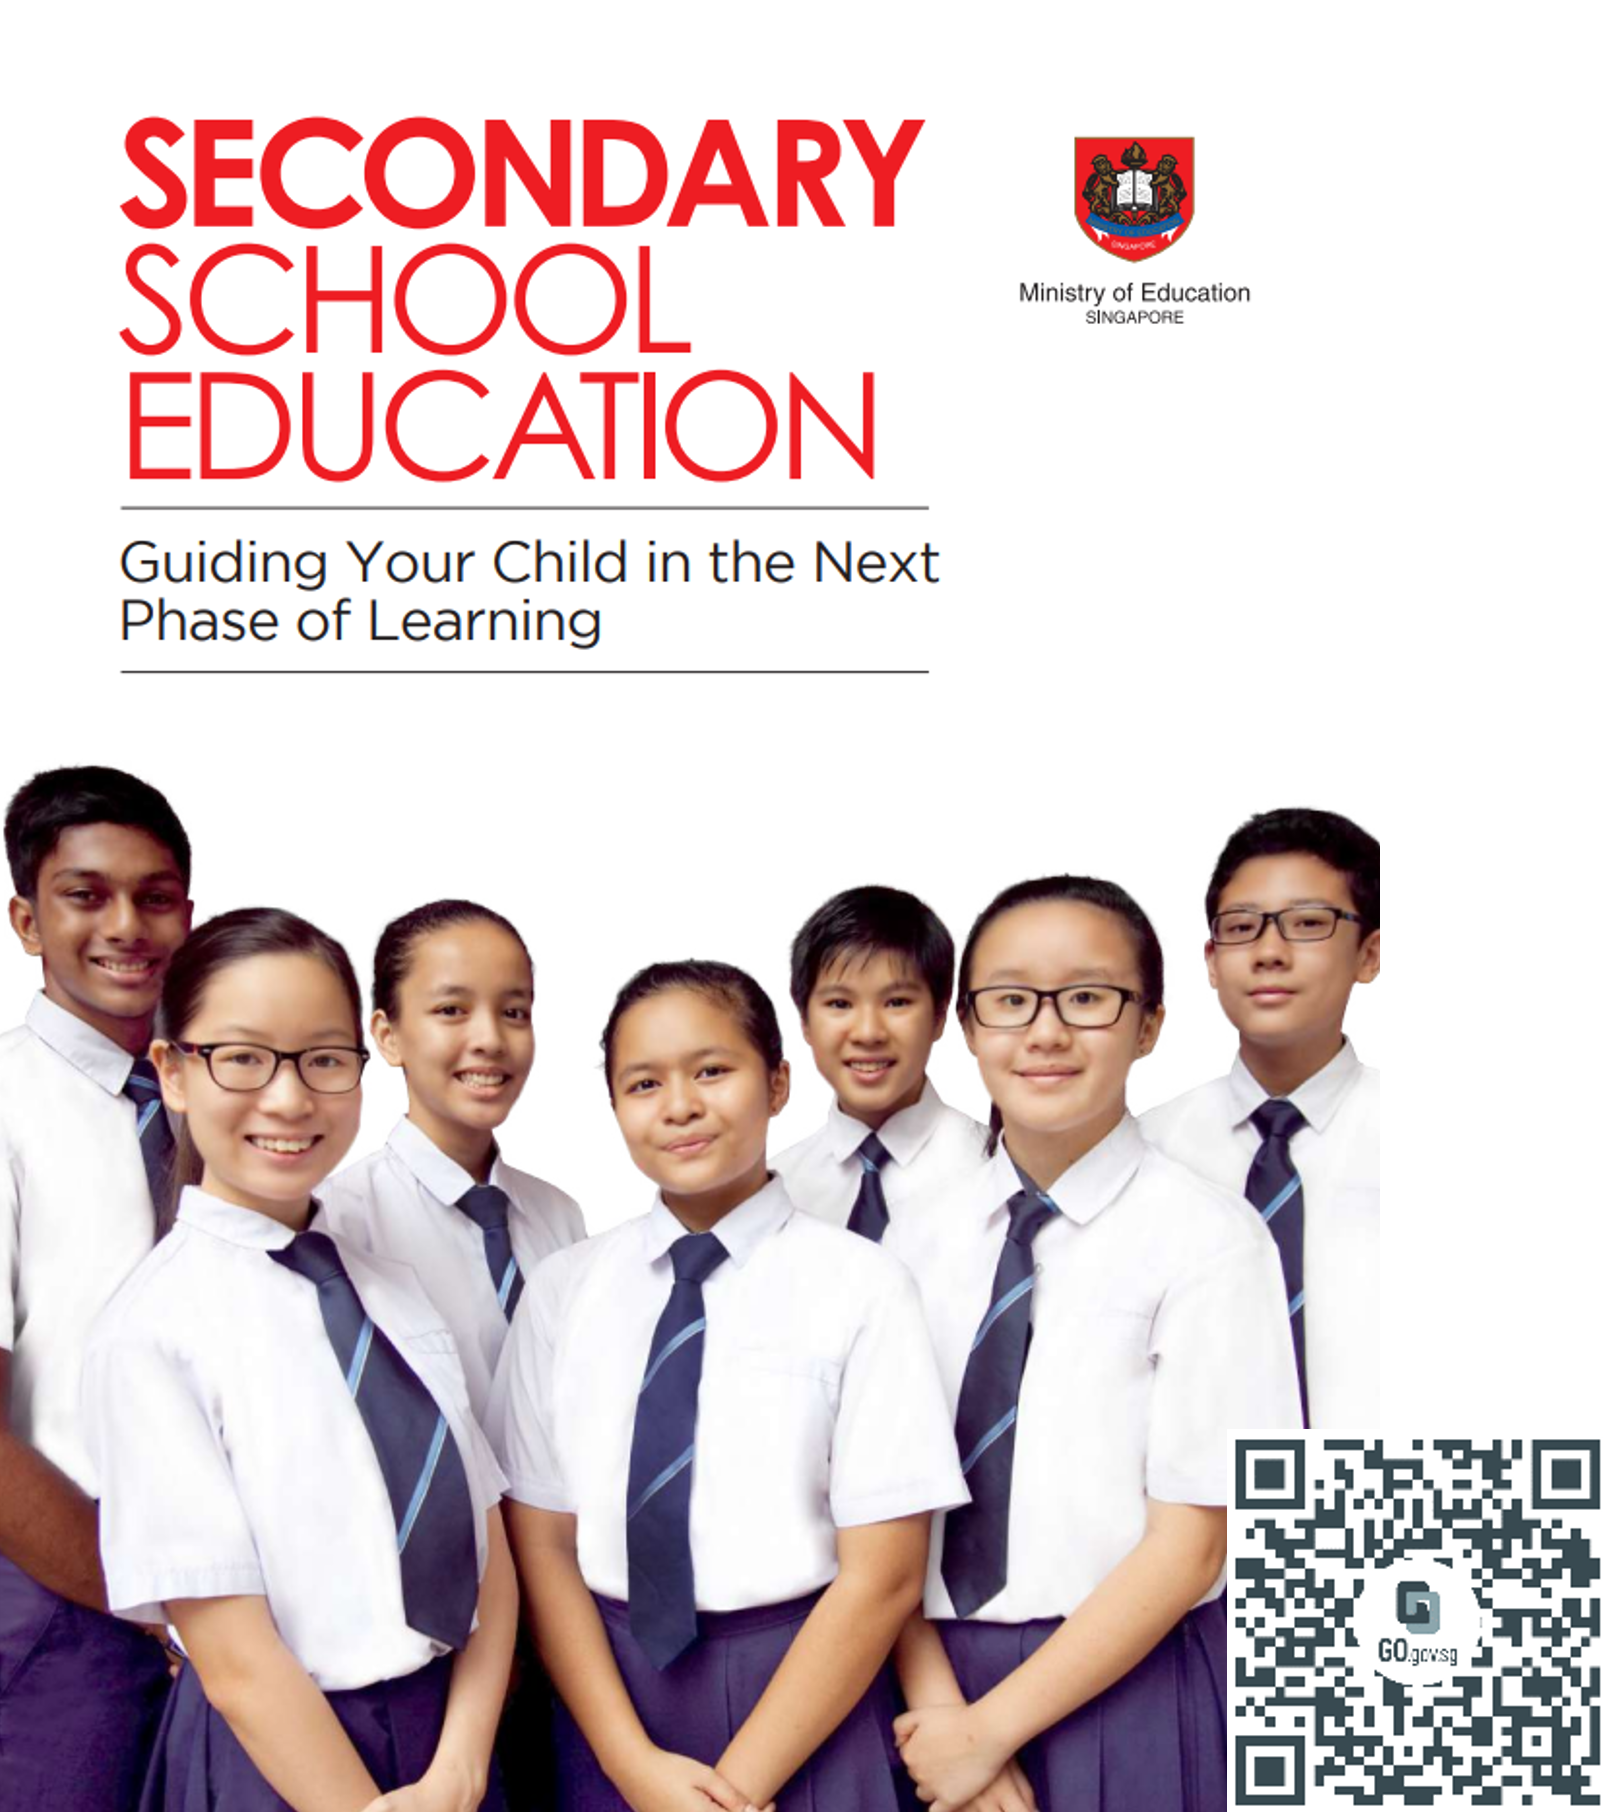 SECONDARY
SCHOOL
EDUCATION
Ministry of Education
SINGAPORE
Guiding Your Child in the Next
Phase of Learning
SINGAPORE
GO.gov.sg